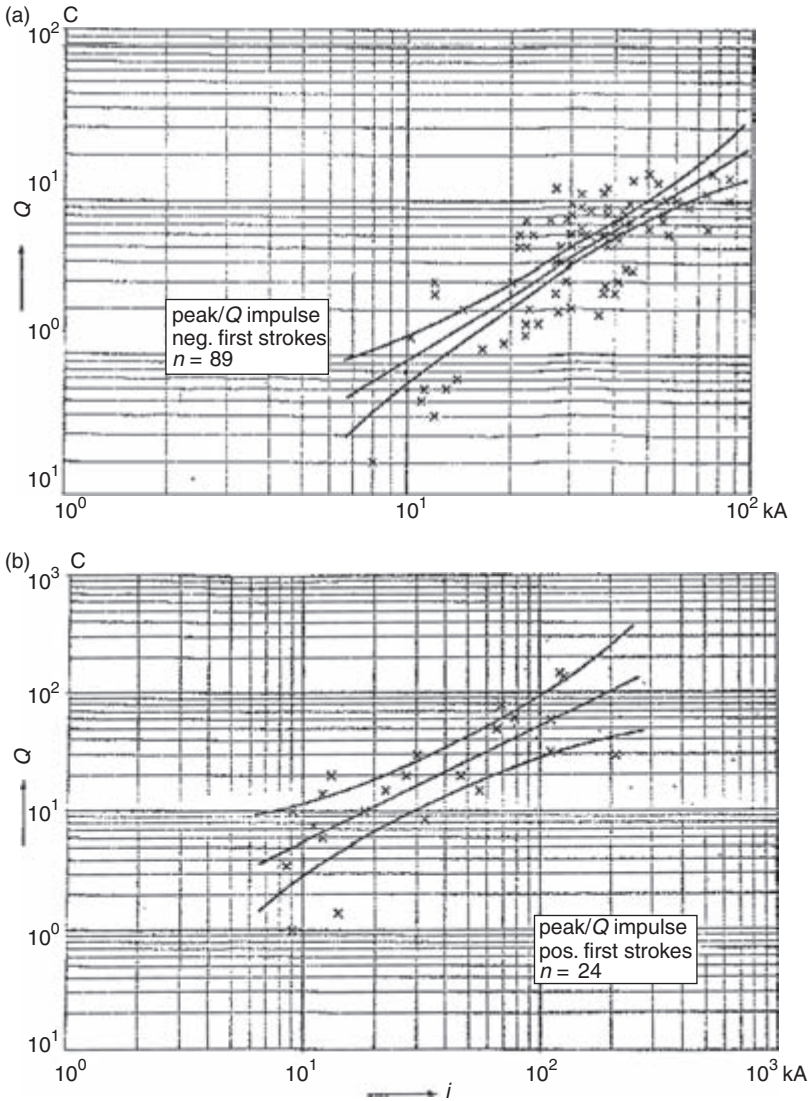 (a) C
10²
10¹
Q
10⁰
10¹
peak/Q impulse
neg. first strokes
n = 89
10⁰ 10¹ 10² kA
(b) C
10³
10²
Q
10¹
10⁰
10¹
peak/Q impulse
pos. first strokes
n = 24
10⁰ 10¹ 10² 10³ kA
i